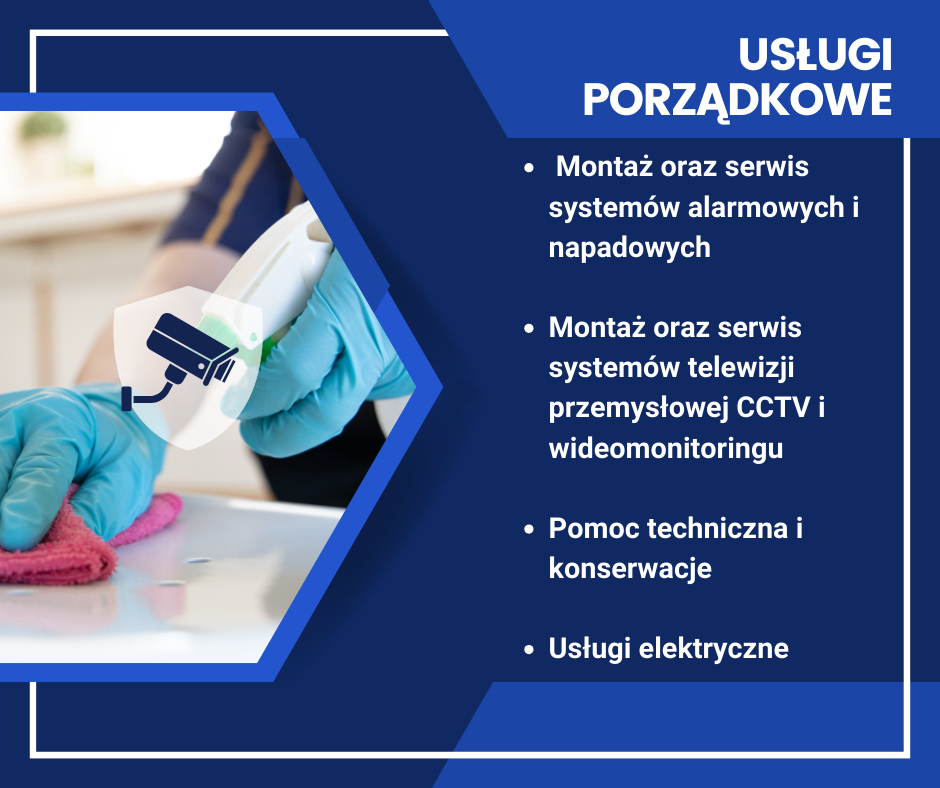 USŁUGI
PORZĄDKOWE
• Montaż oraz serwis
systemów alarmowych i
napadowych
• Montaż oraz serwis
systemów telewizji
przemysłowej CCTV i
wideomonitoringu
• Pomoc techniczna i
konserwacje
• Usługi elektryczne